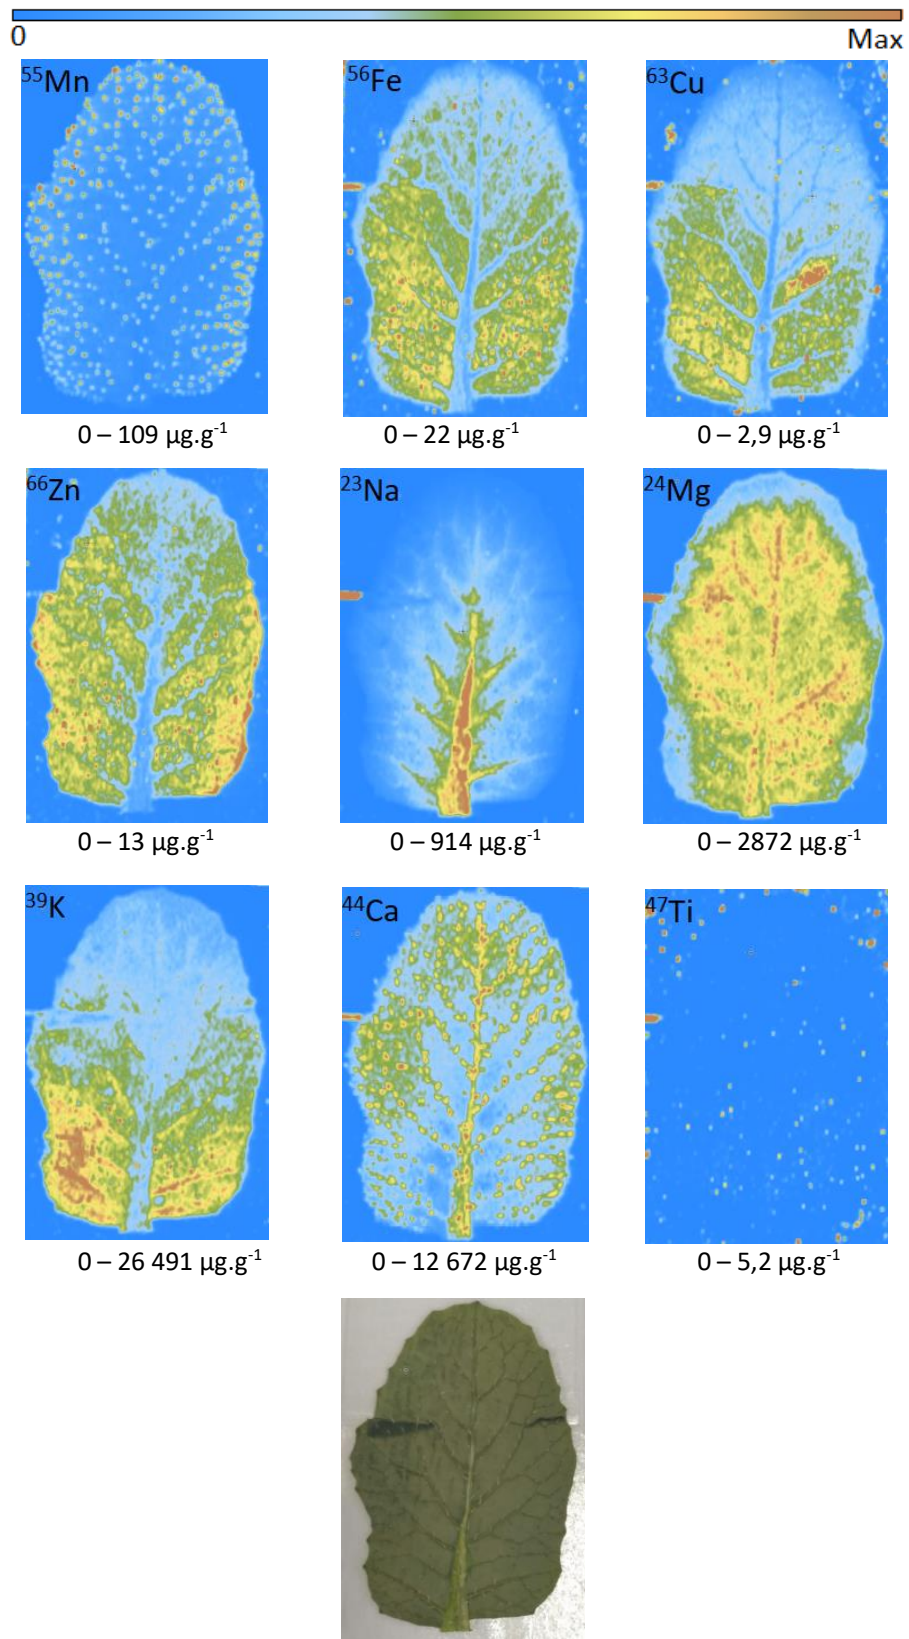 0 Max
⁵⁵Mn ⁵⁶Fe ⁶³Cu
0 – 109 µg.g⁻¹ 0 – 22 µg.g⁻¹ 0 – 2,9 µg.g⁻¹
⁶⁶Zn ²³Na ²⁴Mg
0 – 13 µg.g⁻¹ 0 – 914 µg.g⁻¹ 0 – 2872 µg.g⁻¹
³⁹K ⁴⁴Ca ⁴⁷Ti
0 – 26 491 µg.g⁻¹ 0 – 12 672 µg.g⁻¹ 0 – 5,2 µg.g⁻¹